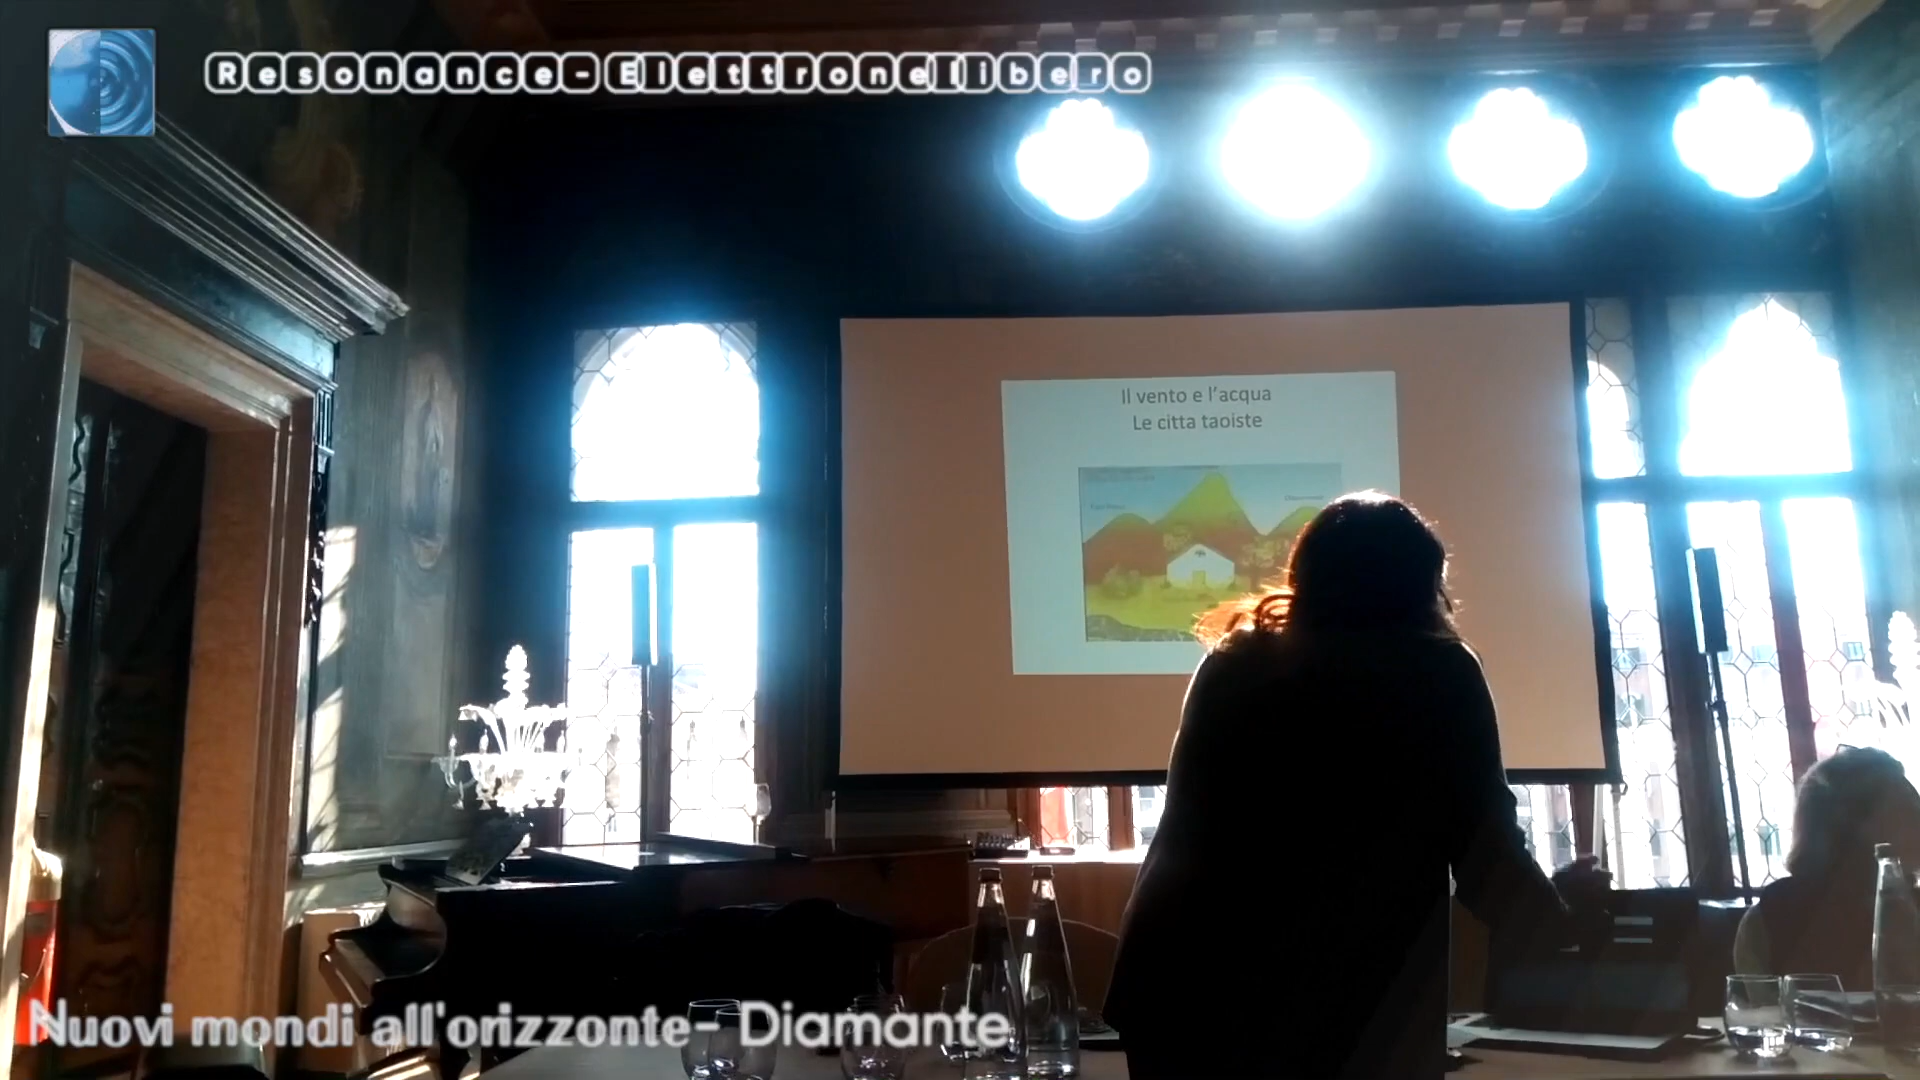 Resonance-Elettronelibero
Il vento e l'acqua
Le citta taoiste
Nuovi mondi all'orizzonte- Diamante